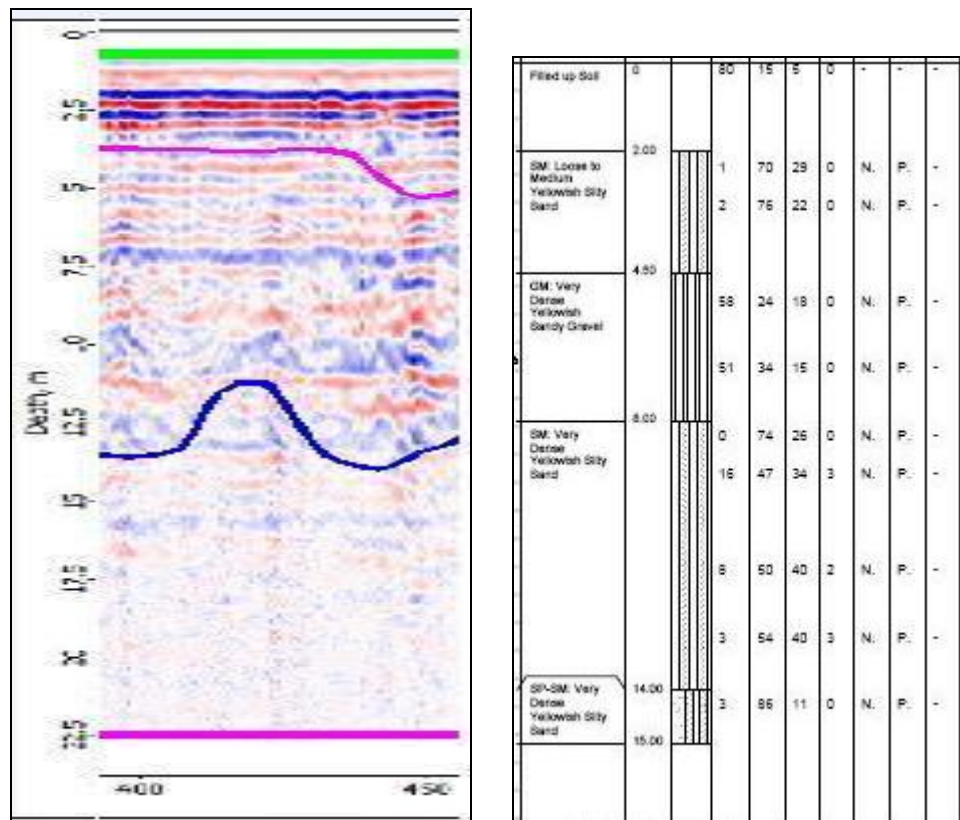 0
2.5
5
7.5
10
12.5
15
17.5
20
22.5
Depth, m
400
450
Filled up Soil 0 80 15 5 0 - - -
2.00
SM: Loose to
Medium
Yellowish Silty
Sand
1 70 29 0 N. P. -
2 76 22 0 N. P. -
4.50
GM: Very
Dense
Yellowish
Sandy Gravel
58 24 18 0 N. P. -
51 34 15 0 N. P. -
8.00
SM: Very
Dense
Yellowish Silty
Sand
0 74 26 0 N. P. -
16 47 34 3 N. P. -
6 50 40 2 N. P. -
3 54 40 3 N. P. -
14.00
SP-SM: Very
Dense
Yellowish Silty
Sand
3 86 11 0 N. P. -
15.00